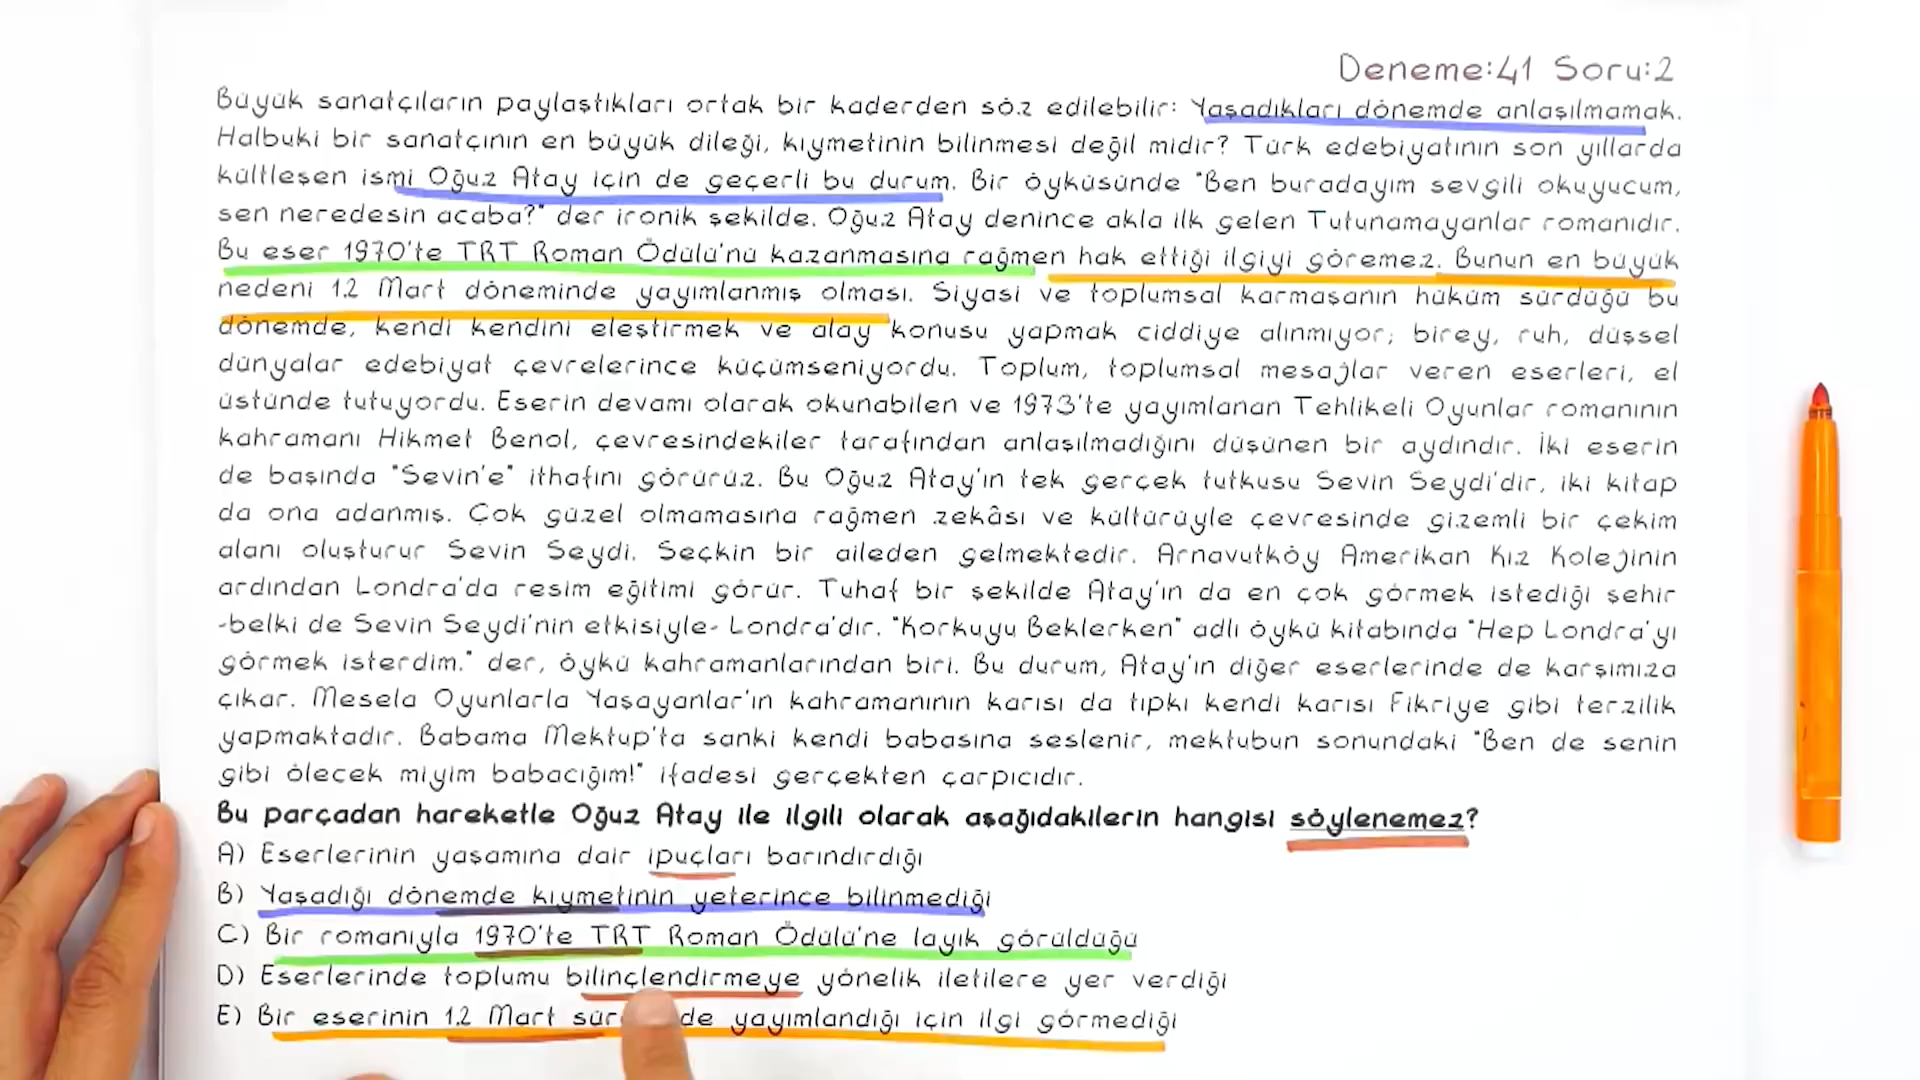 Deneme:41 Soru:2
Büyük sanatçıların paylaştıkları ortak bir kaderden söz edilebilir: Yaşadıkları dönemde anlaşılmamak.
Halbuki bir sanatçının en büyük dileği, kıymetinin bilinmesi değil midir? Türk edebiyatının son yıllarda
kültleşen ismi Oğuz Atay için de geçerli bu durum. Bir öyküsünde "Ben buradayım sevgili okuyucum,
sen neredesin acaba?" der ironik şekilde. Oğuz Atay denince akla ilk gelen Tutunamayanlar romanıdır.
Bu eser 1970'te TRT Roman Ödülü'nü kazanmasına rağmen hak ettiği ilgiyi göremez. Bunun en büyük
nedeni 12 Mart döneminde yayımlanmış olması. Siyasi ve toplumsal karmaşanın hüküm sürdüğü bu
dönemde, kendi kendini eleştirmek ve alay konusu yapmak ciddiye alınmıyor; birey, ruh, düşsel
dünyalar edebiyat çevrelerince küçümseniyordu. Toplum, toplumsal mesajlar veren eserleri, el
üstünde tutuyordu. Eserin devamı olarak okunabilen ve 1973'te yayımlanan Tehlikeli Oyunlar romanının
kahramanı Hikmet Benol, çevresindekiler tarafından anlaşılmadığını düşünen bir aydındır. İki eserin
de başında "Sevin'e" ithafını görürüz. Bu Oğuz Atay'ın tek gerçek tutkusu Sevin Seydi'dir, iki kitap
da ona adanmış. Çok güzel olmamasına rağmen zekâsı ve kültürüyle çevresinde gizemli bir çekim
alanı oluşturur Sevin Seydi. Seçkin bir aileden gelmektedir. Arnavutköy Amerikan Kız Kolejinin
ardından Londra'da resim eğitimi görür. Tuhaf bir şekilde Atay'ın da en çok görmek istediği şehir
-belki de Sevin Seydi'nin etkisiyle- Londra'dır. "Korkuyu Beklerken" adlı öykü kitabında "Hep Londra'yı
görmek isterdim." der, öykü kahramanlarından biri. Bu durum, Atay'ın diğer eserlerinde de karşımıza
çıkar. Mesela Oyunlarla Yaşayanlar'ın kahramanının karısı da tıpkı kendi karısı Fikriye gibi terzilik
yapmaktadır. Babama Mektup'ta sanki kendi babasına seslenir, mektubun sonundaki "Ben de senin
gibi ölecek miyim babacığım!" ifadesi gerçekten çarpıcıdır.
Bu parçadan hareketle Oğuz Atay ile ilgili olarak aşağıdakilerin hangisi söylenemez?
A) Eserlerinin yaşamına dair ipuçları barındırdığı
B) Yaşadığı dönemde kıymetinin yeterince bilinmediği
C) Bir romanıyla 1970'te TRT Roman Ödülü'ne layık görüldüğü
D) Eserlerinde toplumu bilinçlendirmeye yönelik iletilere yer verdiği
E) Bir eserinin 12 Mart yayımlandığı için ilgi görmediği